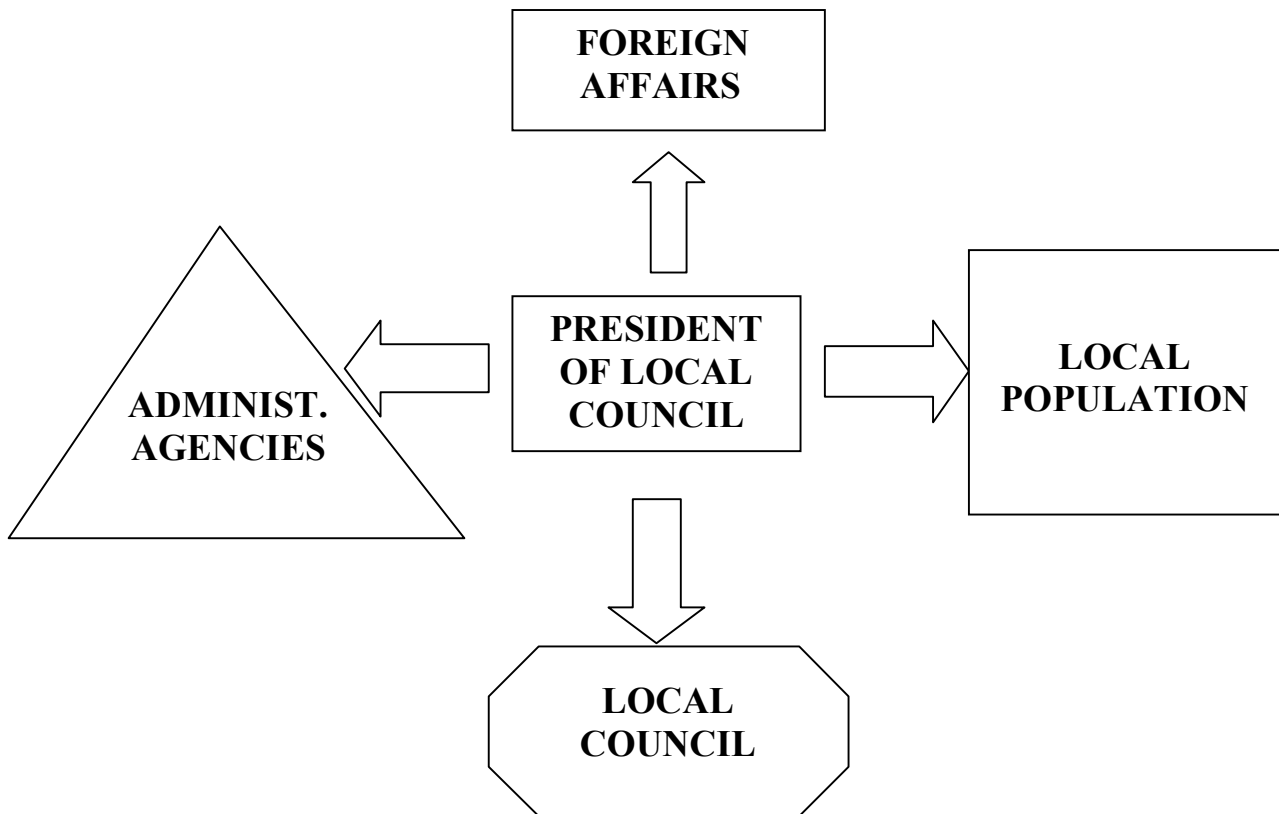 FOREIGN
AFFAIRS
PRESIDENT
OF LOCAL
COUNCIL
ADMINIST.
AGENCIES
LOCAL
POPULATION
LOCAL
COUNCIL